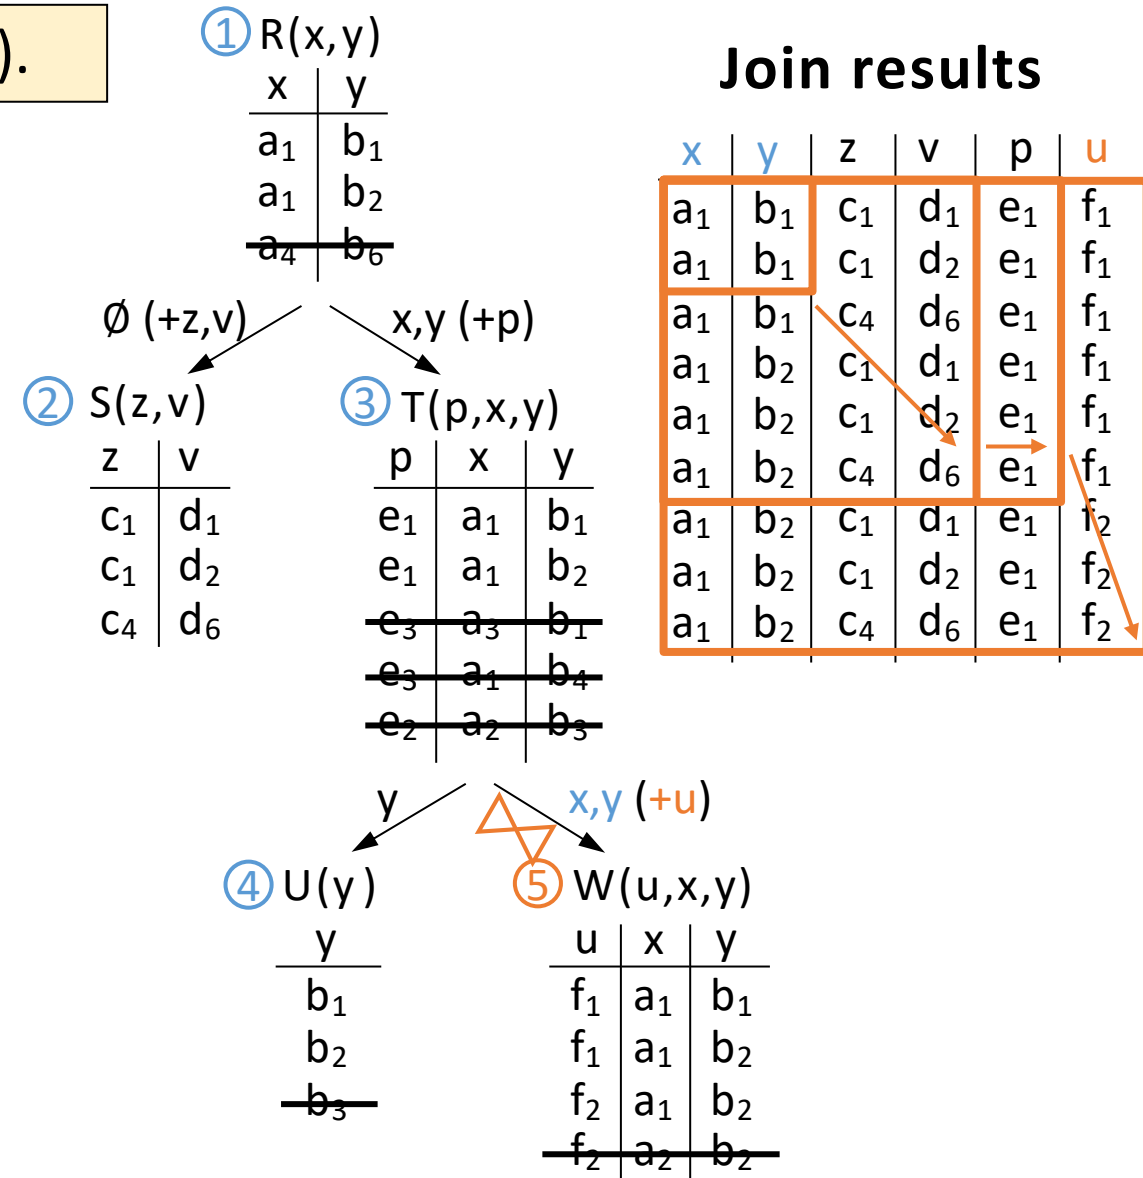 ).
① R(x,y)
x y
a₁ b₁
a₁ b₂
a₄ b₆
Ø (+z,v)
x,y (+p)
② S(z,v)
z v
c₁ d₁
c₁ d₂
c₄ d₆
③ T(p,x,y)
p x y
e₁ a₁ b₁
e₁ a₁ b₂
e₃ a₃ b₁
e₃ a₁ b₄
e₂ a₂ b₃
y
x,y (+u)
④ U(y)
y
b₁
b₂
b₃
⑤ W(u,x,y)
u x y
f₁ a₁ b₁
f₁ a₁ b₂
f₂ a₁ b₂
f₂ a₂ b₂
Join results
x y z v p u
a₁ b₁ c₁ d₁ e₁ f₁
a₁ b₁ c₁ d₂ e₁ f₁
a₁ b₁ c₄ d₆ e₁ f₁
a₁ b₂ c₁ d₁ e₁ f₁
a₁ b₂ c₁ d₂ e₁ f₁
a₁ b₂ c₄ d₆ e₁ f₁
a₁ b₂ c₁ d₁ e₁ f₂
a₁ b₂ c₁ d₂ e₁ f₂
a₁ b₂ c₄ d₆ e₁ f₂